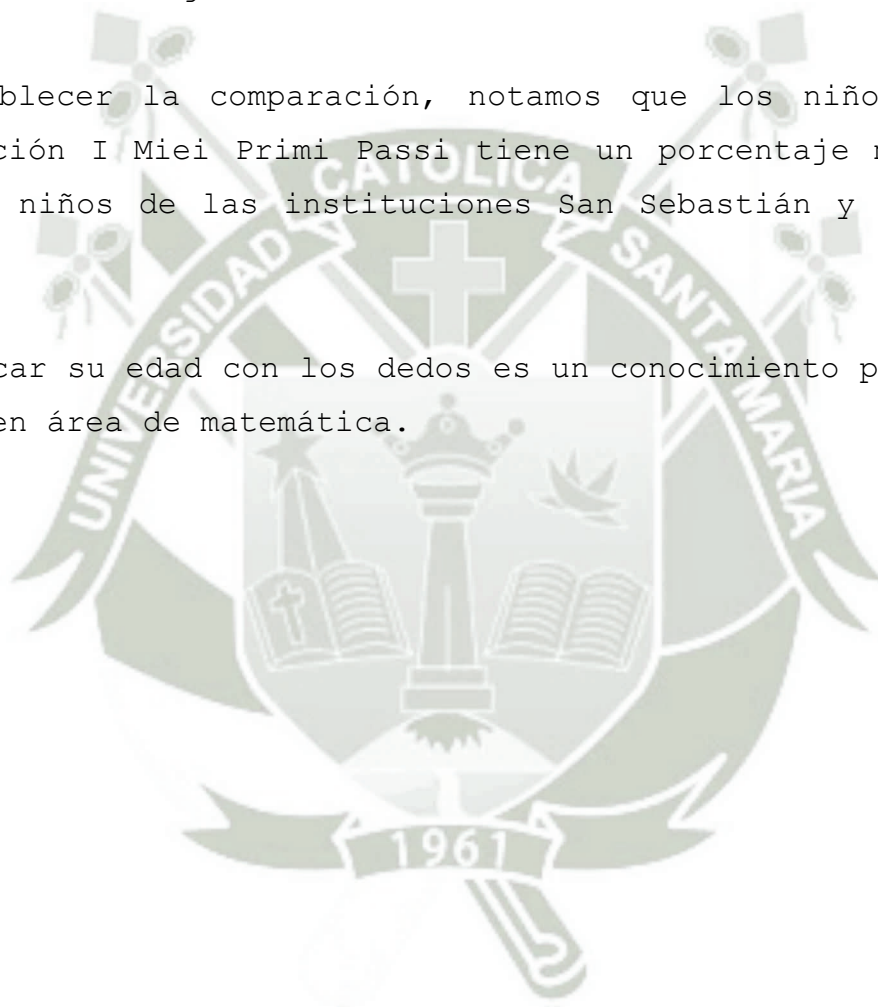 blecer la comparación, notamos que los niño
ción I Miei Primi Passi tiene un porcentaje
niños de las instituciones San Sebastián y
car su edad con los dedos es un conocimiento p
en área de matemática.
UNIVERSIDAD CATOLICA SANTA MARIA
1961